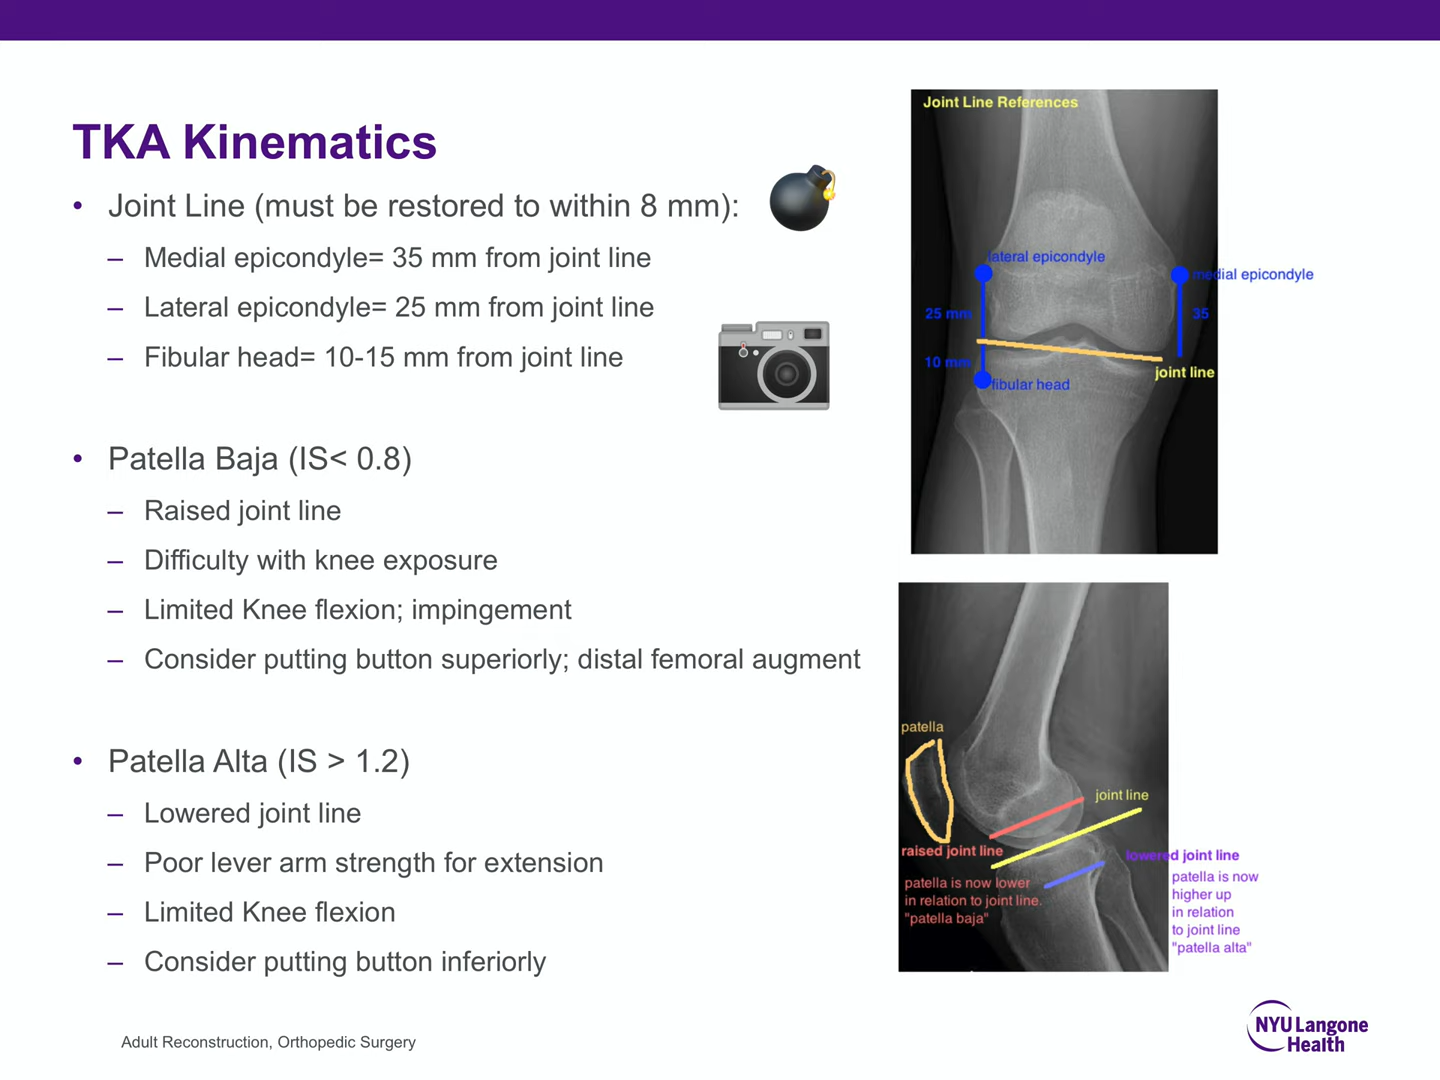 TKA Kinematics
• Joint Line (must be restored to within 8 mm):
– Medial epicondyle= 35 mm from joint line
– Lateral epicondyle= 25 mm from joint line
– Fibular head= 10-15 mm from joint line
• Patella Baja (IS< 0.8)
– Raised joint line
– Difficulty with knee exposure
– Limited Knee flexion; impingement
– Consider putting button superiorly; distal femoral augment
• Patella Alta (IS > 1.2)
– Lowered joint line
– Poor lever arm strength for extension
– Limited Knee flexion
– Consider putting button inferiorly
Joint Line References
lateral epicondyle
medial epicondyle
25 mm
35
10 mm
joint line
fibular head
patella
joint line
raised joint line
patella is now lower
in relation to joint line.
"patella baja"
lowered joint line
patella is now
higher up
in relation
to joint line
"patella alta"
Adult Reconstruction, Orthopedic Surgery
NYU Langone
Health